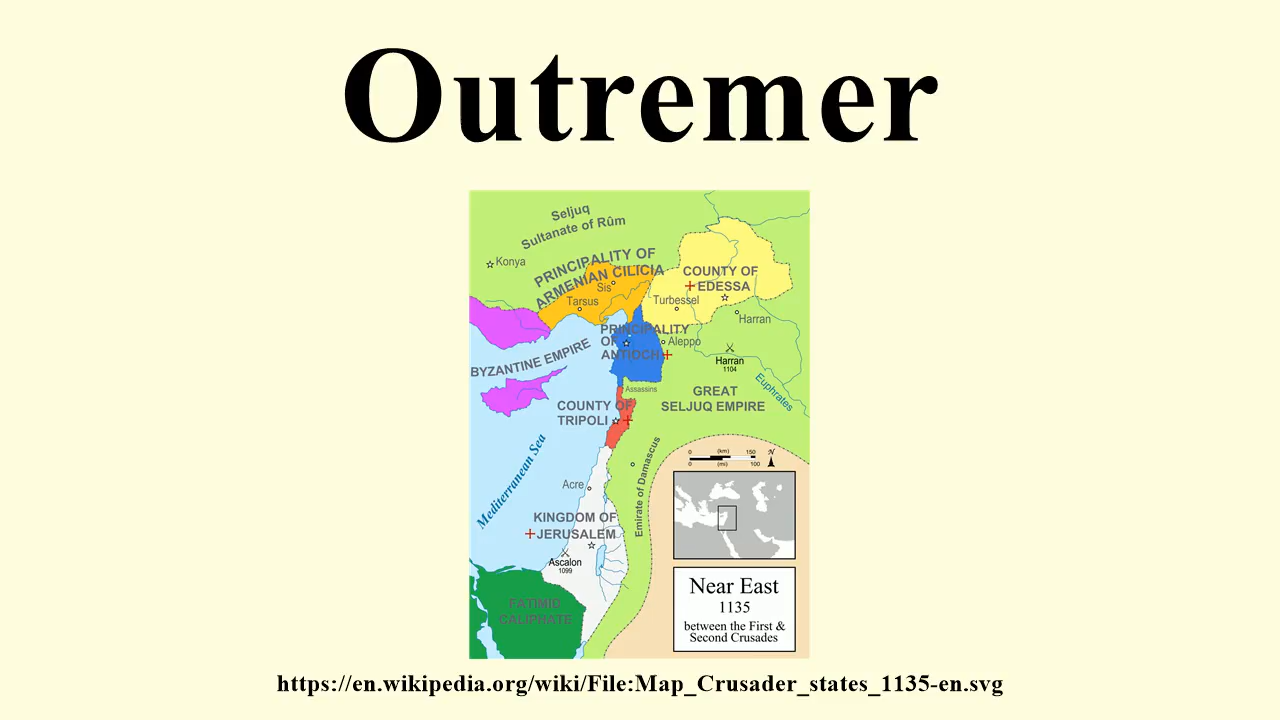 Outremer
Seljuq
Sultanate of Rûm
Konya
PRINCIPALITY OF
ARMENIAN CILICIA
Sis
Tarsus
COUNTY OF
EDESSA
Turbessel
Harran
PRINCIPALITY
OF
ANTIOCH
Aleppo
Harran
1104
BYZANTINE EMPIRE
Euphrates
Assassins
GREAT
SELJUQ EMPIRE
COUNTY OF
TRIPOLI
Mediterranean Sea
Emirate of Damascus
0 (km) 150
0 (mi) 100
N
Acre
KINGDOM OF
JERUSALEM
Ascalon
1099
FATIMID
CALIPHATE
Near East
1135
between the First &
Second Crusades
https://en.wikipedia.org/wiki/File:Map_Crusader_states_1135-en.svg